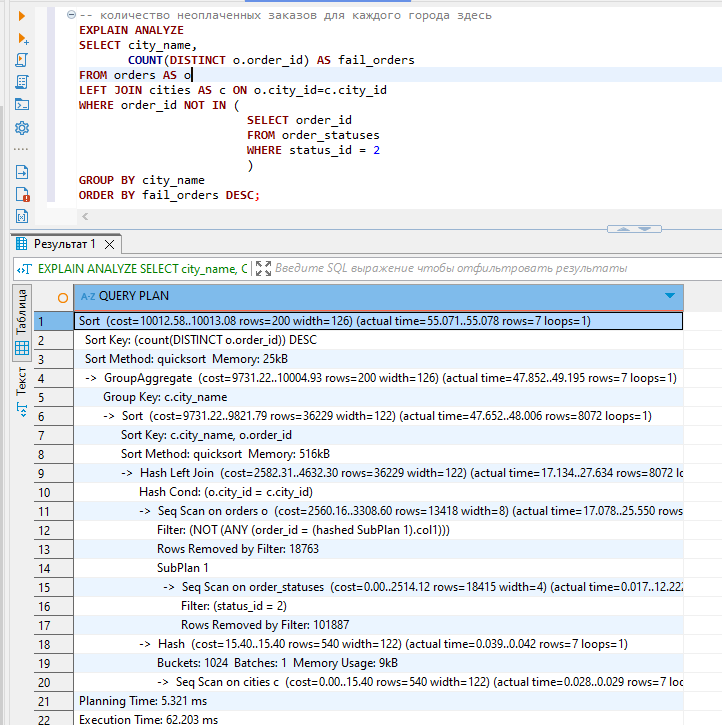 -- количество неоплаченных заказов для каждого города здесь
EXPLAIN ANALYZE
SELECT city_name,
COUNT(DISTINCT o.order_id) AS fail_orders
FROM orders AS o
LEFT JOIN cities AS c ON o.city_id=c.city_id
WHERE order_id NOT IN (
SELECT order_id
FROM order_statuses
WHERE status_id = 2
)
GROUP BY city_name
ORDER BY fail_orders DESC;
Результат 1
EXPLAIN ANALYZE SELECT city_name, C
Введите SQL выражение чтобы отфильтровать результаты
Таблица
Текст
A-Z QUERY PLAN
1 Sort (cost=10012.58..10013.08 rows=200 width=126) (actual time=55.071..55.078 rows=7 loops=1)
2 Sort Key: (count(DISTINCT o.order_id)) DESC
3 Sort Method: quicksort Memory: 25kB
4 -> GroupAggregate (cost=9731.22..10004.93 rows=200 width=126) (actual time=47.852..49.195 rows=7 loops=1)
5 Group Key: c.city_name
6 -> Sort (cost=9731.22..9821.79 rows=36229 width=122) (actual time=47.652..48.006 rows=8072 loops=1)
7 Sort Key: c.city_name, o.order_id
8 Sort Method: quicksort Memory: 516kB
9 -> Hash Left Join (cost=2582.31..4632.30 rows=36229 width=122) (actual time=17.134..27.634 rows=8072 lo
10 Hash Cond: (o.city_id = c.city_id)
11 -> Seq Scan on orders o (cost=2560.16..3308.60 rows=13418 width=8) (actual time=17.078..25.550 rows
12 Filter: (NOT (ANY (order_id = (hashed SubPlan 1).col1)))
13 Rows Removed by Filter: 18763
14 SubPlan 1
15 -> Seq Scan on order_statuses (cost=0.00..2514.12 rows=18415 width=4) (actual time=0.017..12.222
16 Filter: (status_id = 2)
17 Rows Removed by Filter: 101887
18 -> Hash (cost=15.40..15.40 rows=540 width=122) (actual time=0.039..0.042 rows=7 loops=1)
19 Buckets: 1024 Batches: 1 Memory Usage: 9kB
20 -> Seq Scan on cities c (cost=0.00..15.40 rows=540 width=122) (actual time=0.028..0.029 rows=7 loo
21 Planning Time: 5.321 ms
22 Execution Time: 62.203 ms